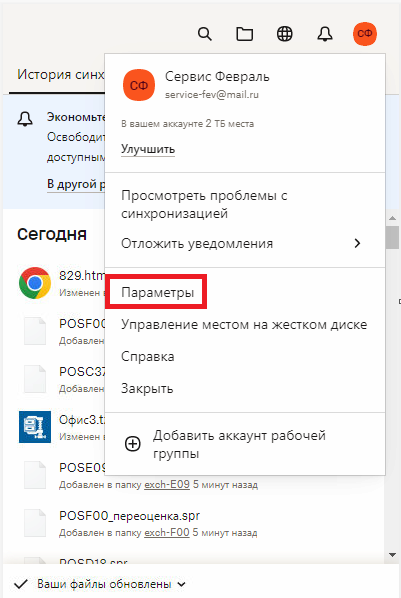 СФ
История синх
СФ
Сервис Февраль
service-fev@mail.ru
В вашем аккаунте 2 ТБ места
Улучшить
Экономьте
Освободит
доступным
В другой р
Просмотреть проблемы с
синхронизацией
Отложить уведомления
Сегодня
829.htm
Изменен в
Параметры
POSF00
Добавлен
Управление местом на жестком диске
POSC37
Добавлен
Справка
Закрыть
Офис3.tx
Изменен в
Добавить аккаунт рабочей
группы
POSE09
Добавлен в папку exch-E09 5 минут назад
POSF00_переоценка.spr
Добавлен в папку exch-F00 5 минут назад
POSD18.spr
Ваши файлы обновлены